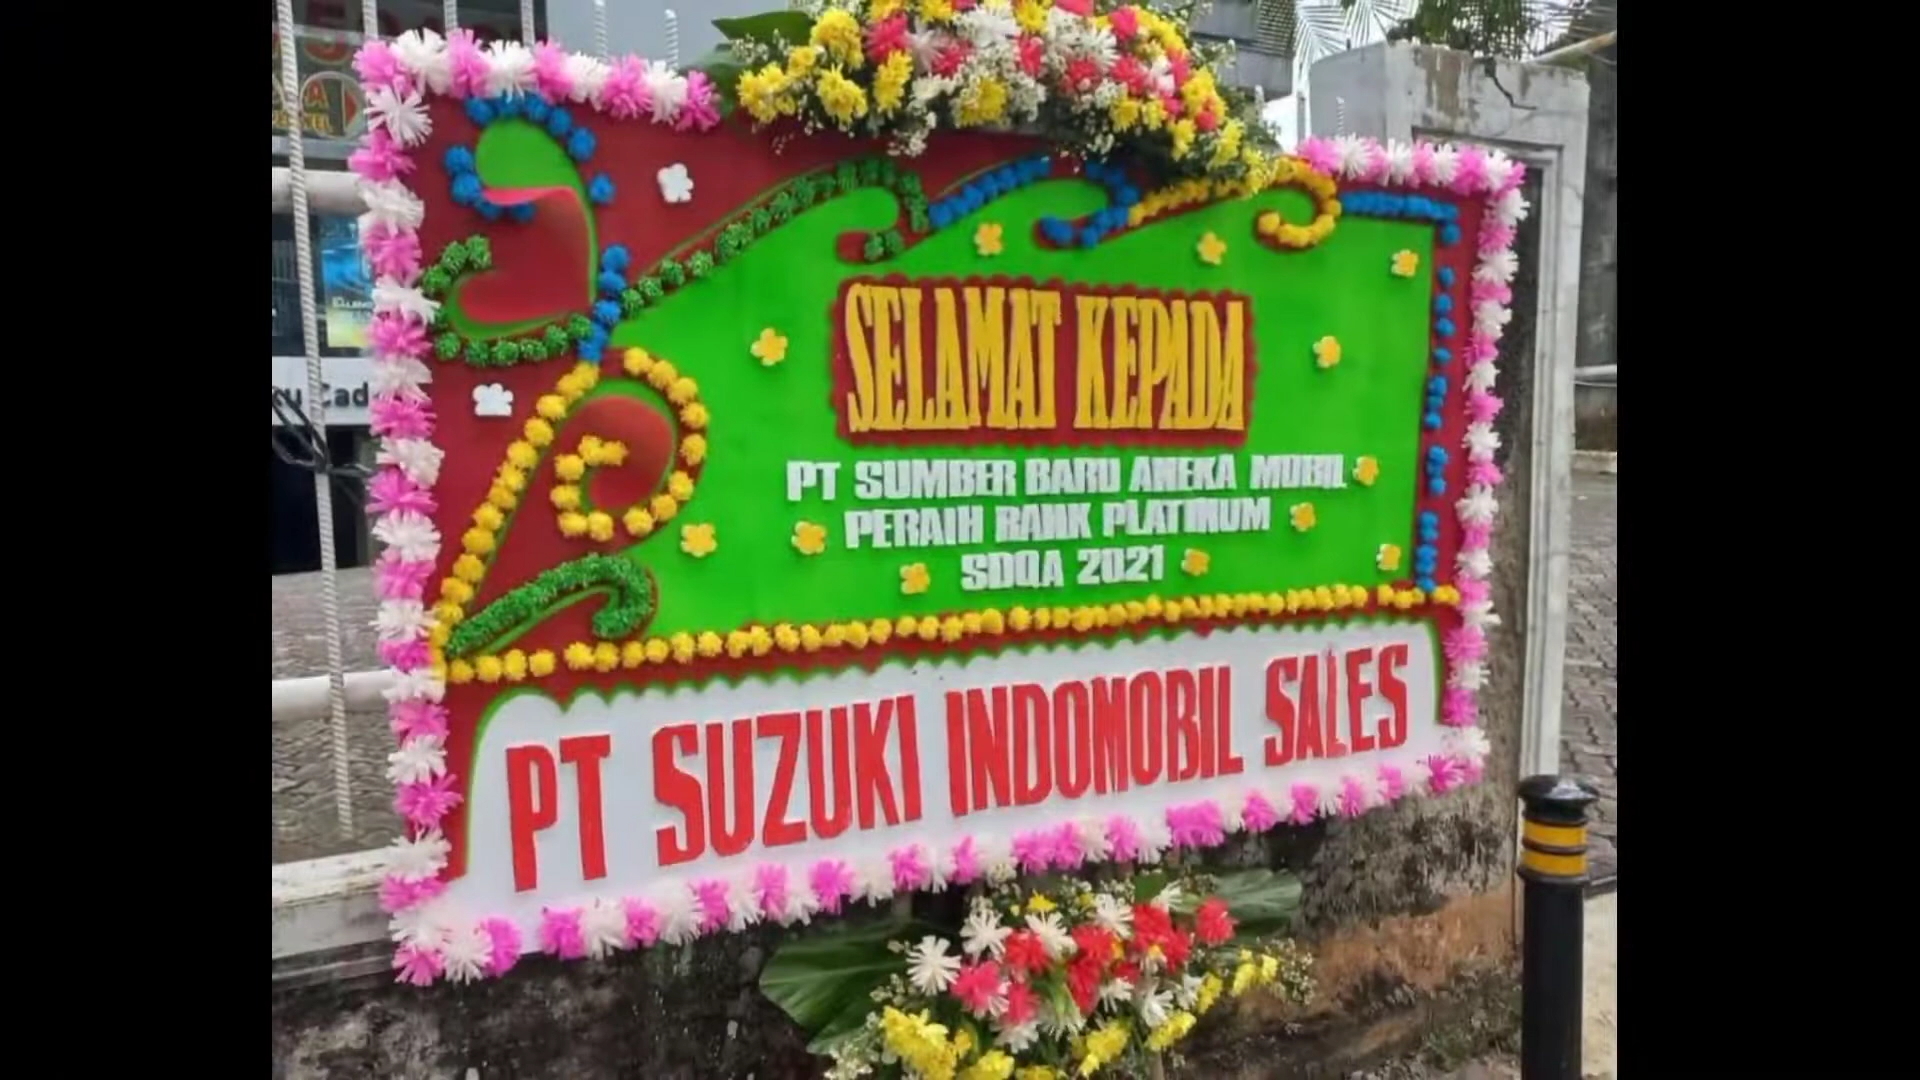 SELAMAT KEPADA
PT SUMBER BARU ANEKA MOBIL
PERAIH RANK PLATINUM
SDQA 2021
PT SUZUKI INDOMOBIL SALES